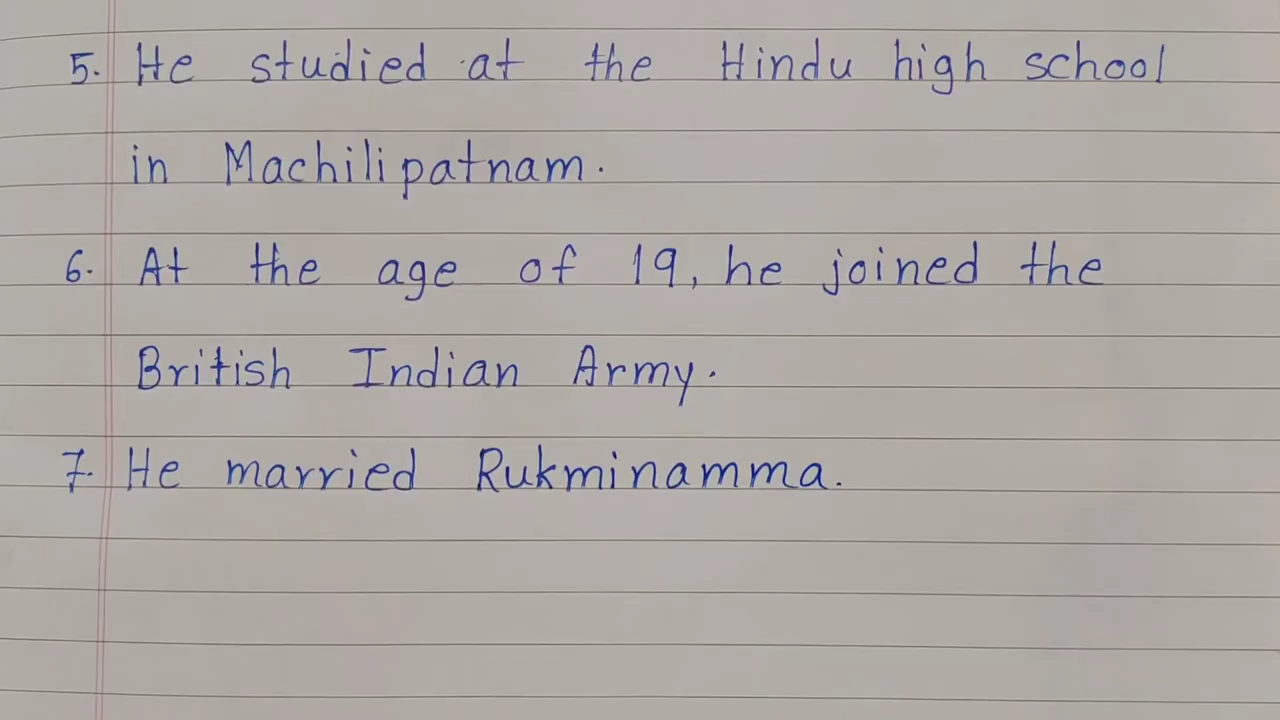 5. He studied at the Hindu high school
in Machilipatnam.
6. At the age of 19, he joined the
British Indian Army.
7. He married Rukminamma.